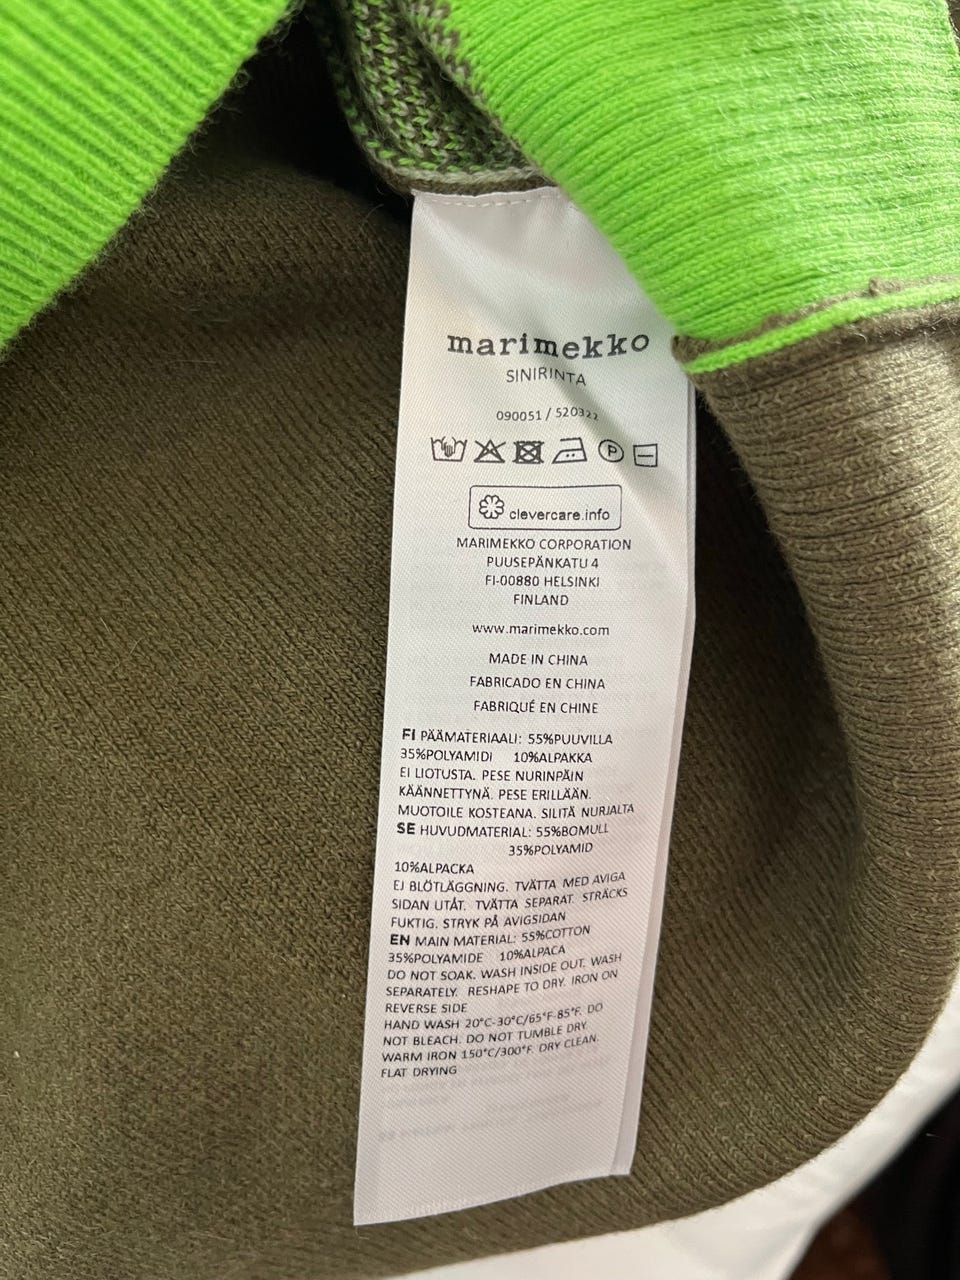 marimekko
SINIRINTA
090051 / 520322
P
clevercare.info
MARIMEKKO CORPORATION
PUUSEPÄNKATU 4
FI-00880 HELSINKI
FINLAND
www.marimekko.com
MADE IN CHINA
FABRICADO EN CHINA
FABRIQUÉ EN CHINE
FI PÄÄMATERIAALI: 55%PUUVILLA
35%POLYAMIDI 10%ALPAKKA
EI LIOTUSTA. PESE NURINPÄIN
KÄÄNNETTYNÄ. PESE ERILLÄÄN.
MUOTOILE KOSTEANA. SILITÄ NURJALTA
SE HUVUDMATERIAL: 55%BOMULL
35%POLYAMID
10%ALPACKA
EJ BLÖTLÄGGNING. TVÄTTA MED AVIGA
SIDAN UTÅT. TVÄTTA SEPARAT. STRÄCKS
FUKTIG. STRYK PÅ AVIGSIDAN
EN MAIN MATERIAL: 55%COTTON
35%POLYAMIDE 10%ALPACA
DO NOT SOAK. WASH INSIDE OUT. WASH
SEPARATELY. RESHAPE TO DRY. IRON ON
REVERSE SIDE
HAND WASH 20°C-30°C/65°F-85°F. DO
NOT BLEACH. DO NOT TUMBLE DRY.
WARM IRON 150°C/300°F. DRY CLEAN.
FLAT DRYING